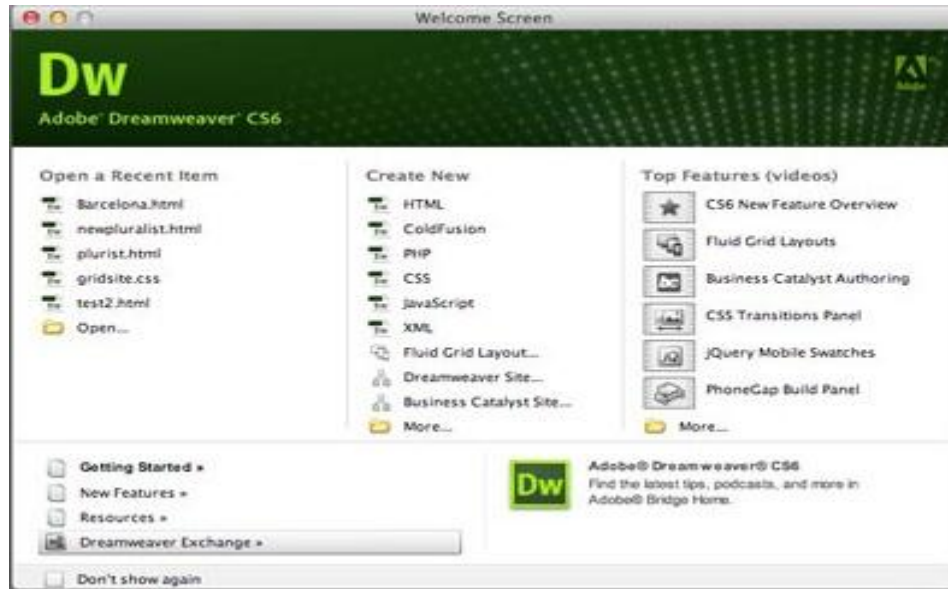 Welcome Screen
Dw
Adobe® Dreamweaver® CS6
Adobe
Open a Recent Item
Barcelona.html
newpluralist.html
plurist.html
gridsite.css
test2.html
Open...
Create New
HTML
ColdFusion
PHP
CSS
JavaScript
XML
Fluid Grid Layout...
Dreamweaver Site...
Business Catalyst Site...
More...
Top Features (videos)
CS6 New Feature Overview
Fluid Grid Layouts
Business Catalyst Authoring
CSS Transitions Panel
jQuery Mobile Swatches
PhoneGap Build Panel
More...
Getting Started »
New Features »
Resources »
Dreamweaver Exchange »
Dw
Adobe® Dreamweaver® CS6
Find the latest tips, podcasts, and more in
Adobe® Bridge Home.
Don't show again